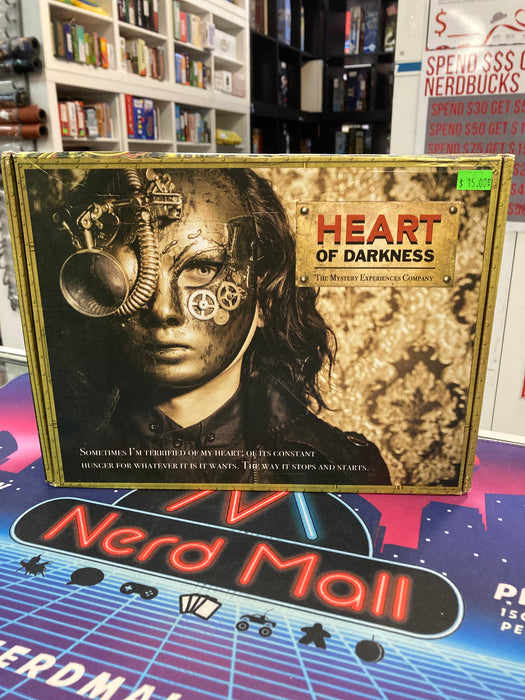 SPEND $$$
NERDBUCKS
SPEND $30 GET $
SPEND $50 GET
SPEND $75 GET
$ 15.00
HEART
OF DARKNESS
THE MYSTERY EXPERIENCES COMPANY
SOMETIMES I'M TERRIFIED OF MY HEART; OF ITS CONSTANT
HUNGER FOR WHATEVER IT IS IT WANTS. THE WAY IT STOPS AND STARTS.
Nerd Mall
ERDMA